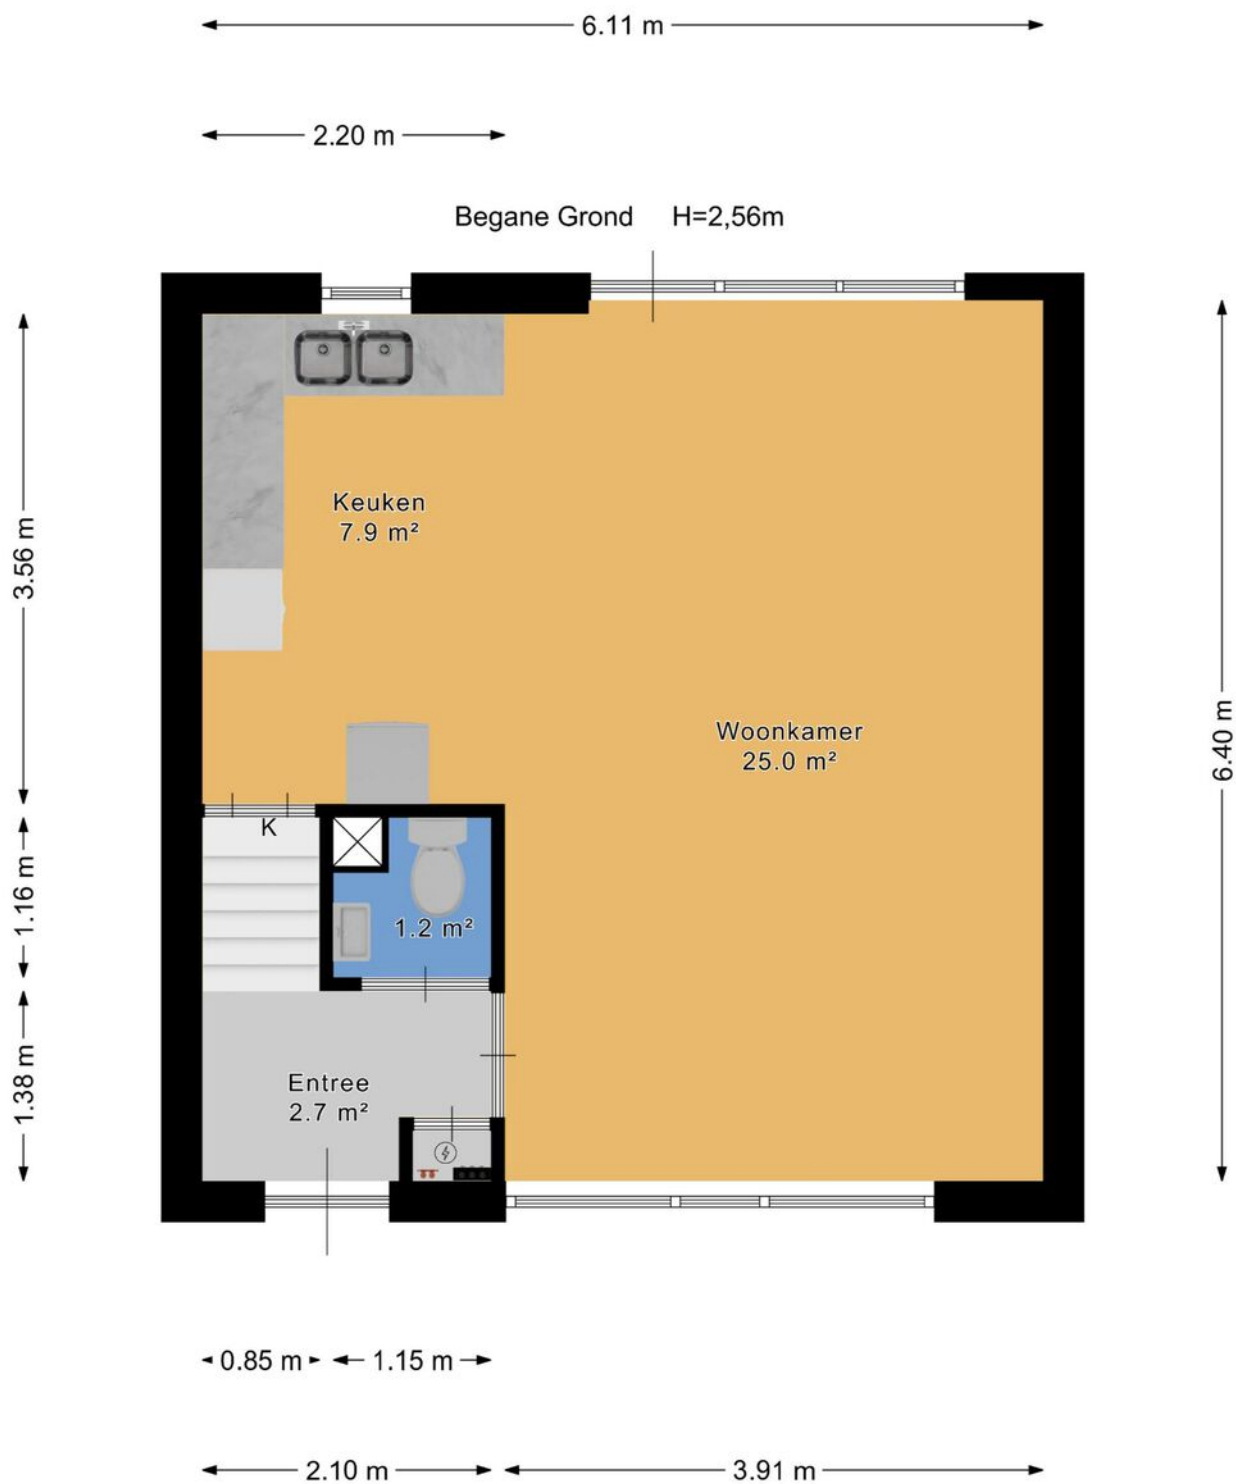 6.11 m
2.20 m
Begane Grond H=2,56m
Keuken
7.9 m²
3.56 m
Woonkamer
25.0 m²
6.40 m
K
1.16 m
1.2 m²
1.38 m
Entree
2.7 m²
0.85 m
1.15 m
2.10 m
3.91 m